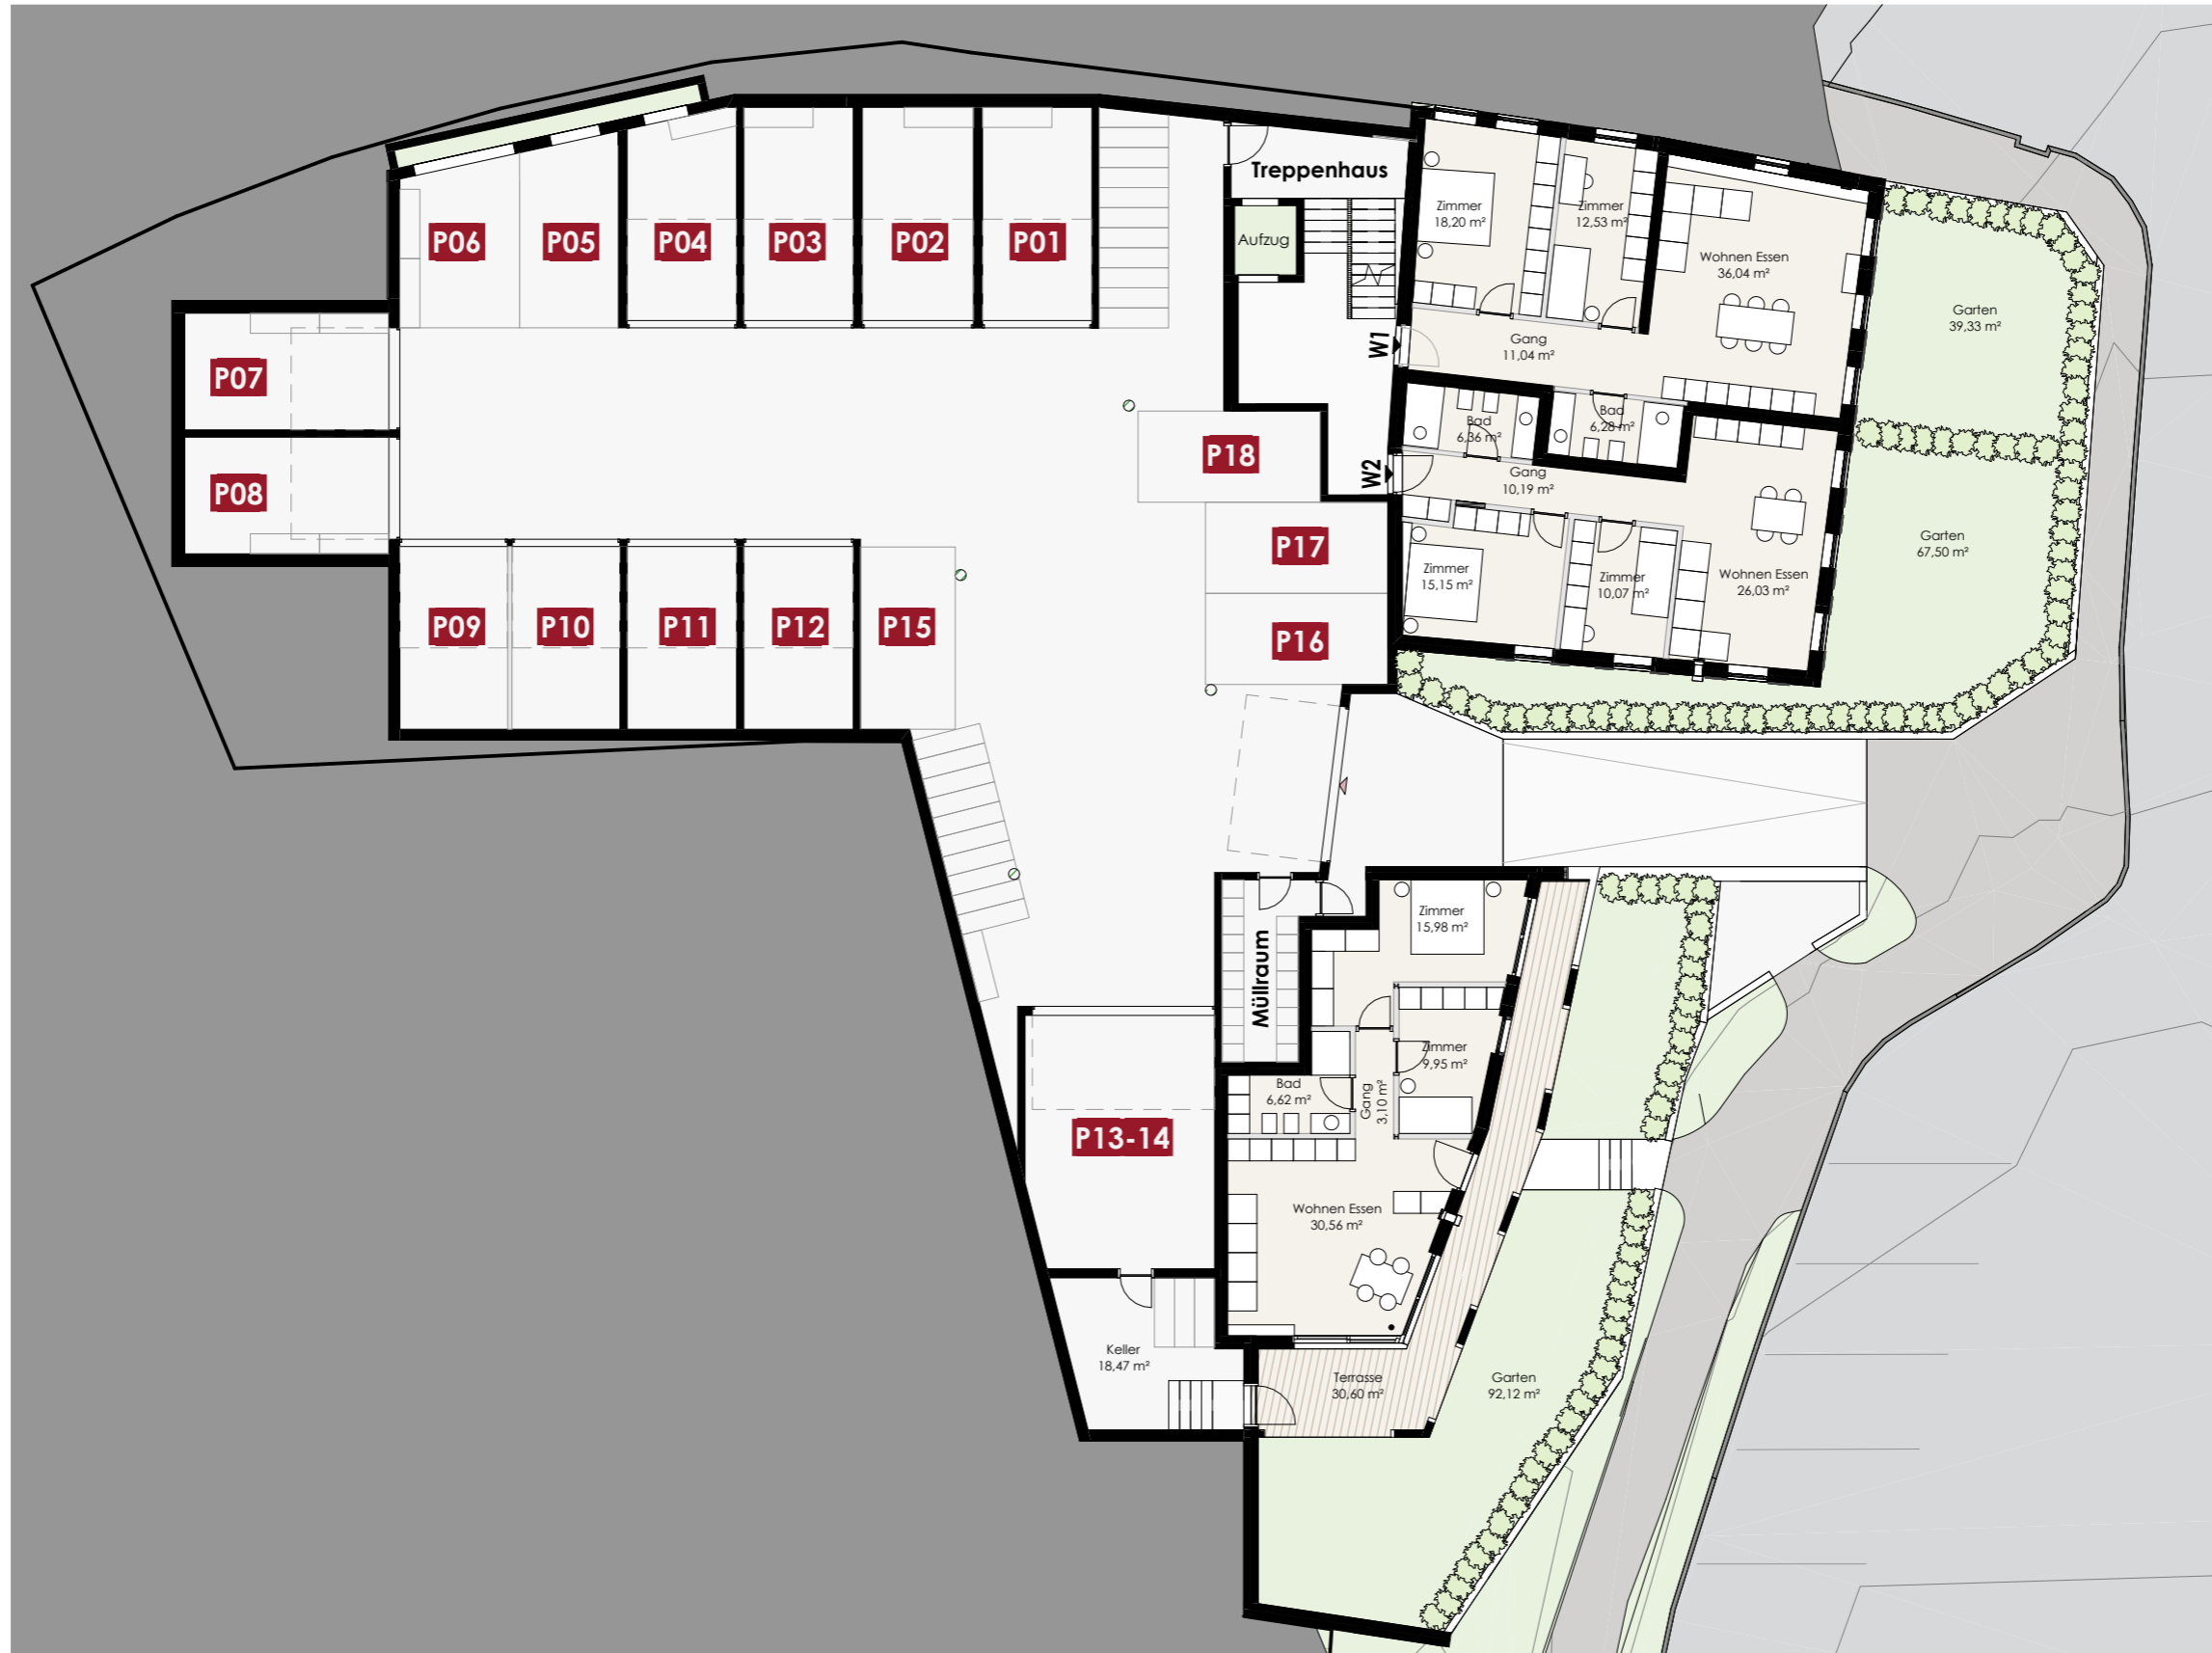 Treppenhaus
Aufzug
P06
P05
P04
P03
P02
P01
P07
P08
P18
P17
P16
P09
P10
P11
P12
P15
P13-14
W1
W2
Zimmer
18,20 m²
Zimmer
12,53 m²
Wohnen Essen
36,04 m²
Gang
11,04 m²
Bad
6,36 m²
Bad
6,28 m²
Gang
10,19 m²
Zimmer
15,15 m²
Zimmer
10,07 m²
Wohnen Essen
26,03 m²
Garten
39,33 m²
Garten
67,50 m²
Müllraum
Zimmer
15,98 m²
Zimmer
9,95 m²
Bad
6,62 m²
Gang
3,10 m²
Wohnen Essen
30,56 m²
Keller
18,47 m²
Terrasse
30,60 m²
Garten
92,12 m²